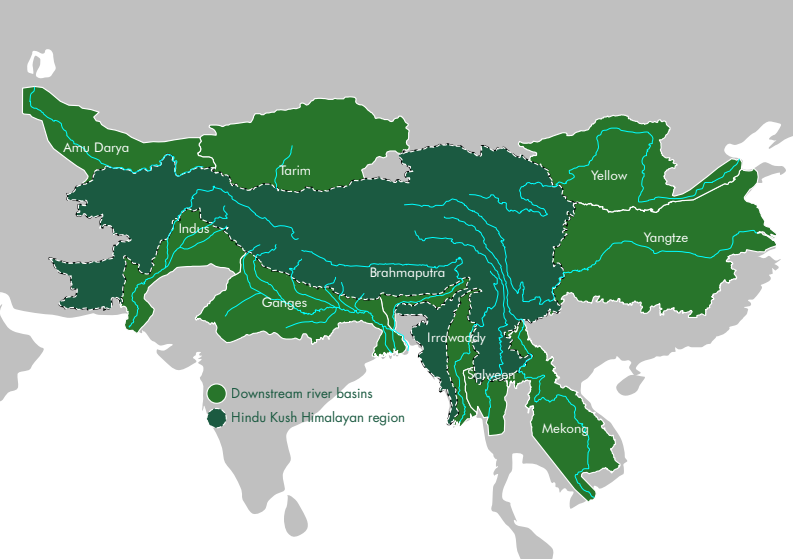 Amu Darya
Tarim
Yellow
Indus
Yangtze
Brahmaputra
Ganges
Irrawaddy
Salween
Downstream river basins
Hindu Kush Himalayan region
Mekong